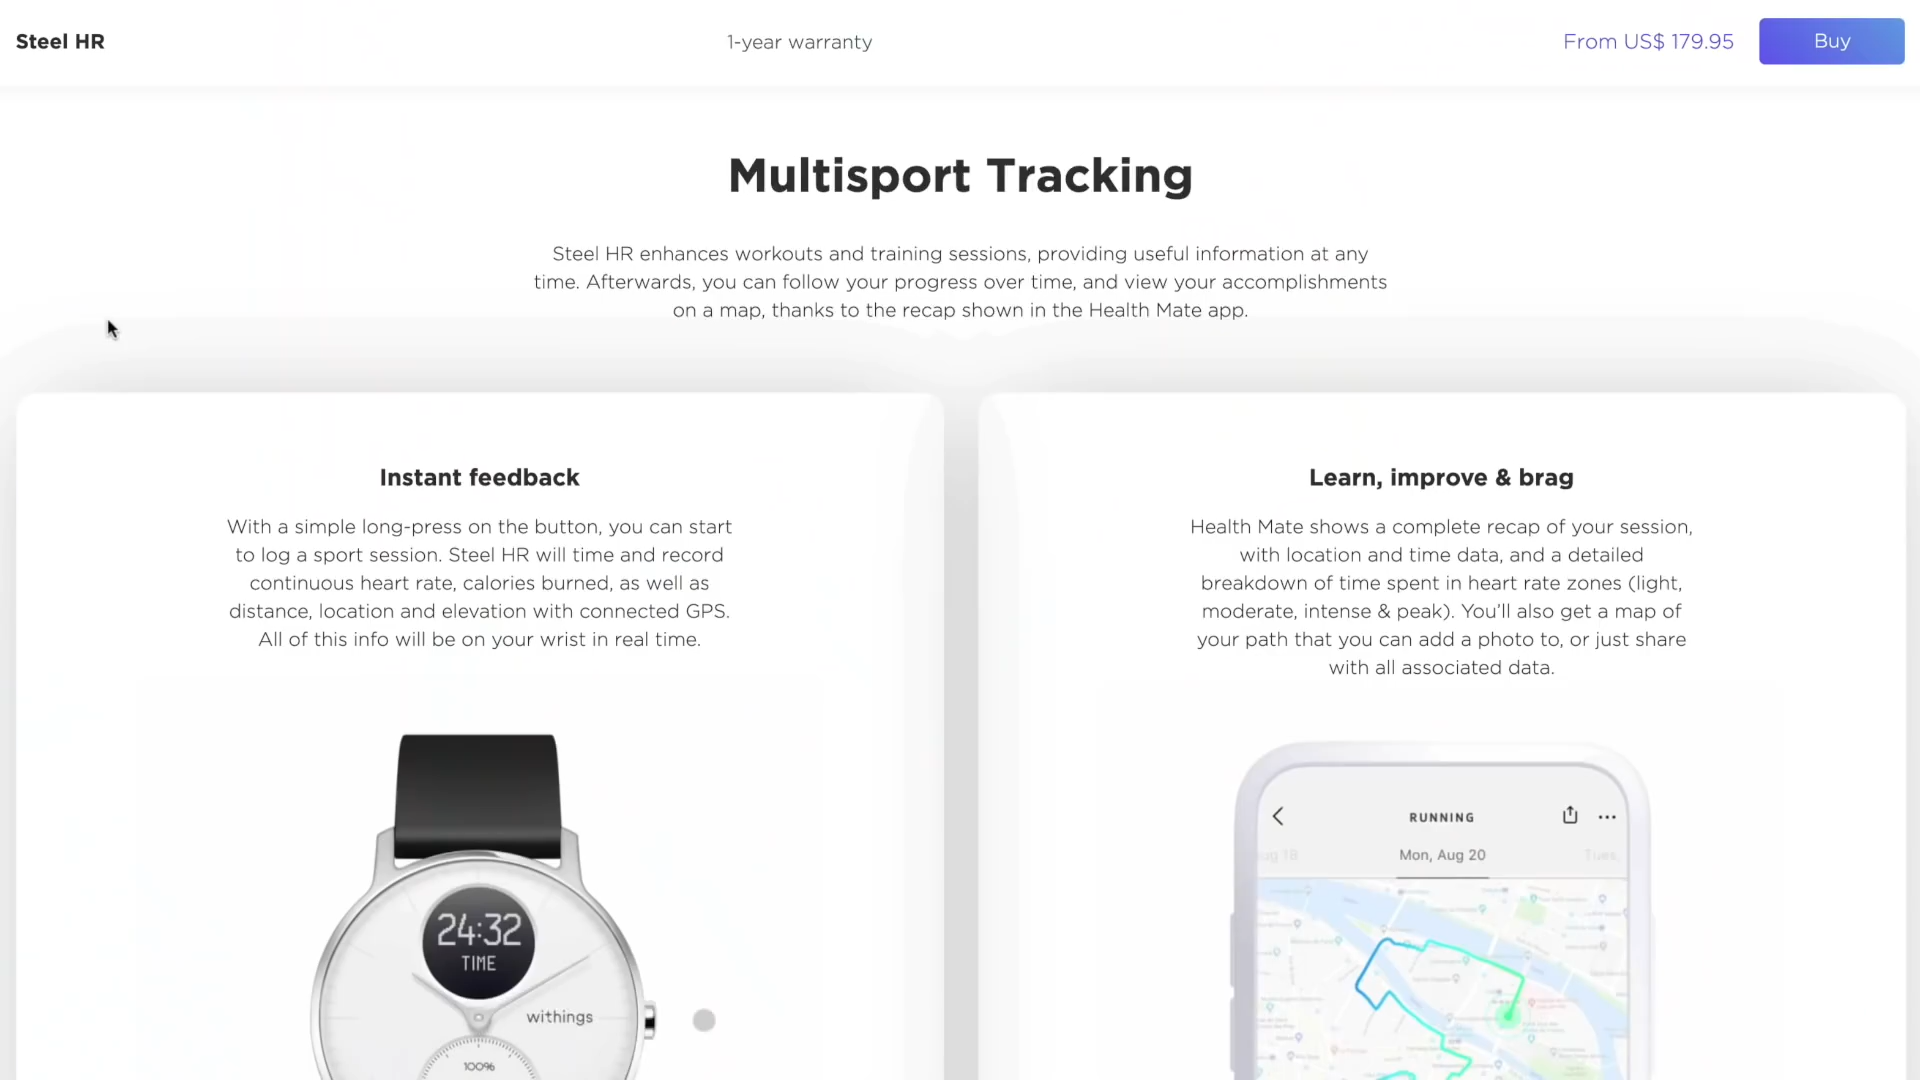 Steel HR
1-year warranty
From US$ 179.95
Buy
Multisport Tracking
Steel HR enhances workouts and training sessions, providing useful information at any
time. Afterwards, you can follow your progress over time, and view your accomplishments
on a map, thanks to the recap shown in the Health Mate app.
Instant feedback
With a simple long-press on the button, you can start
to log a sport session. Steel HR will time and record
continuous heart rate, calories burned, as well as
distance, location and elevation with connected GPS.
All of this info will be on your wrist in real time.
24:32
TIME
withings
100%
Learn, improve & brag
Health Mate shows a complete recap of your session,
with location and time data, and a detailed
breakdown of time spent in heart rate zones (light,
moderate, intense & peak). You'll also get a map of
your path that you can add a photo to, or just share
with all associated data.
RUNNING
ug 18
Mon, Aug 20
Tues,